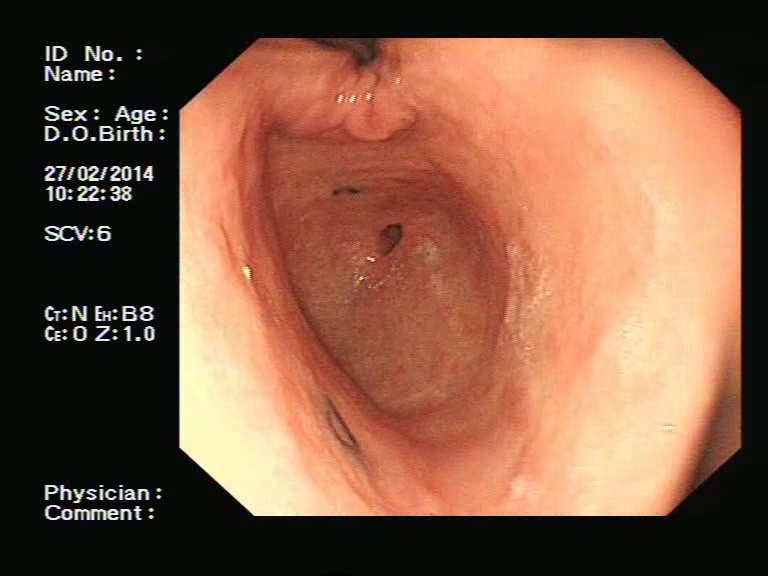 ID No. :
Name:
Sex: Age:
D.O.Birth:
27/02/2014
10:22:38
SCV:6
CT:N EH:B8
CE:0 Z:1.0
Physician:
Comment: